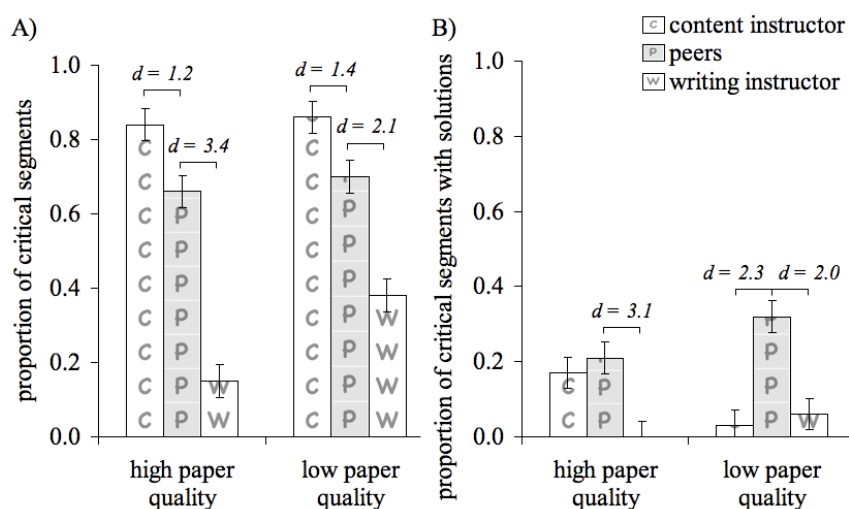 A)
proportion of critical segments
1.0
0.8
0.6
0.4
0.2
0.0
d = 1.2
d = 3.4
d = 1.4
d = 2.1
C
C
C
C
C
C
C
C
C
P
P
P
P
P
P
P
W
W
C
C
C
C
C
C
C
C
C
P
P
P
P
P
P
P
W
W
W
W
high paper
quality
low paper
quality
B)
C content instructor
P peers
W writing instructor
proportion of critical segments with solutions
1.0
0.8
0.6
0.4
0.2
0.0
d = 3.1
d = 2.3
d = 2.0
C
C
P
P
P
P
P
P
W
high paper
quality
low paper
quality